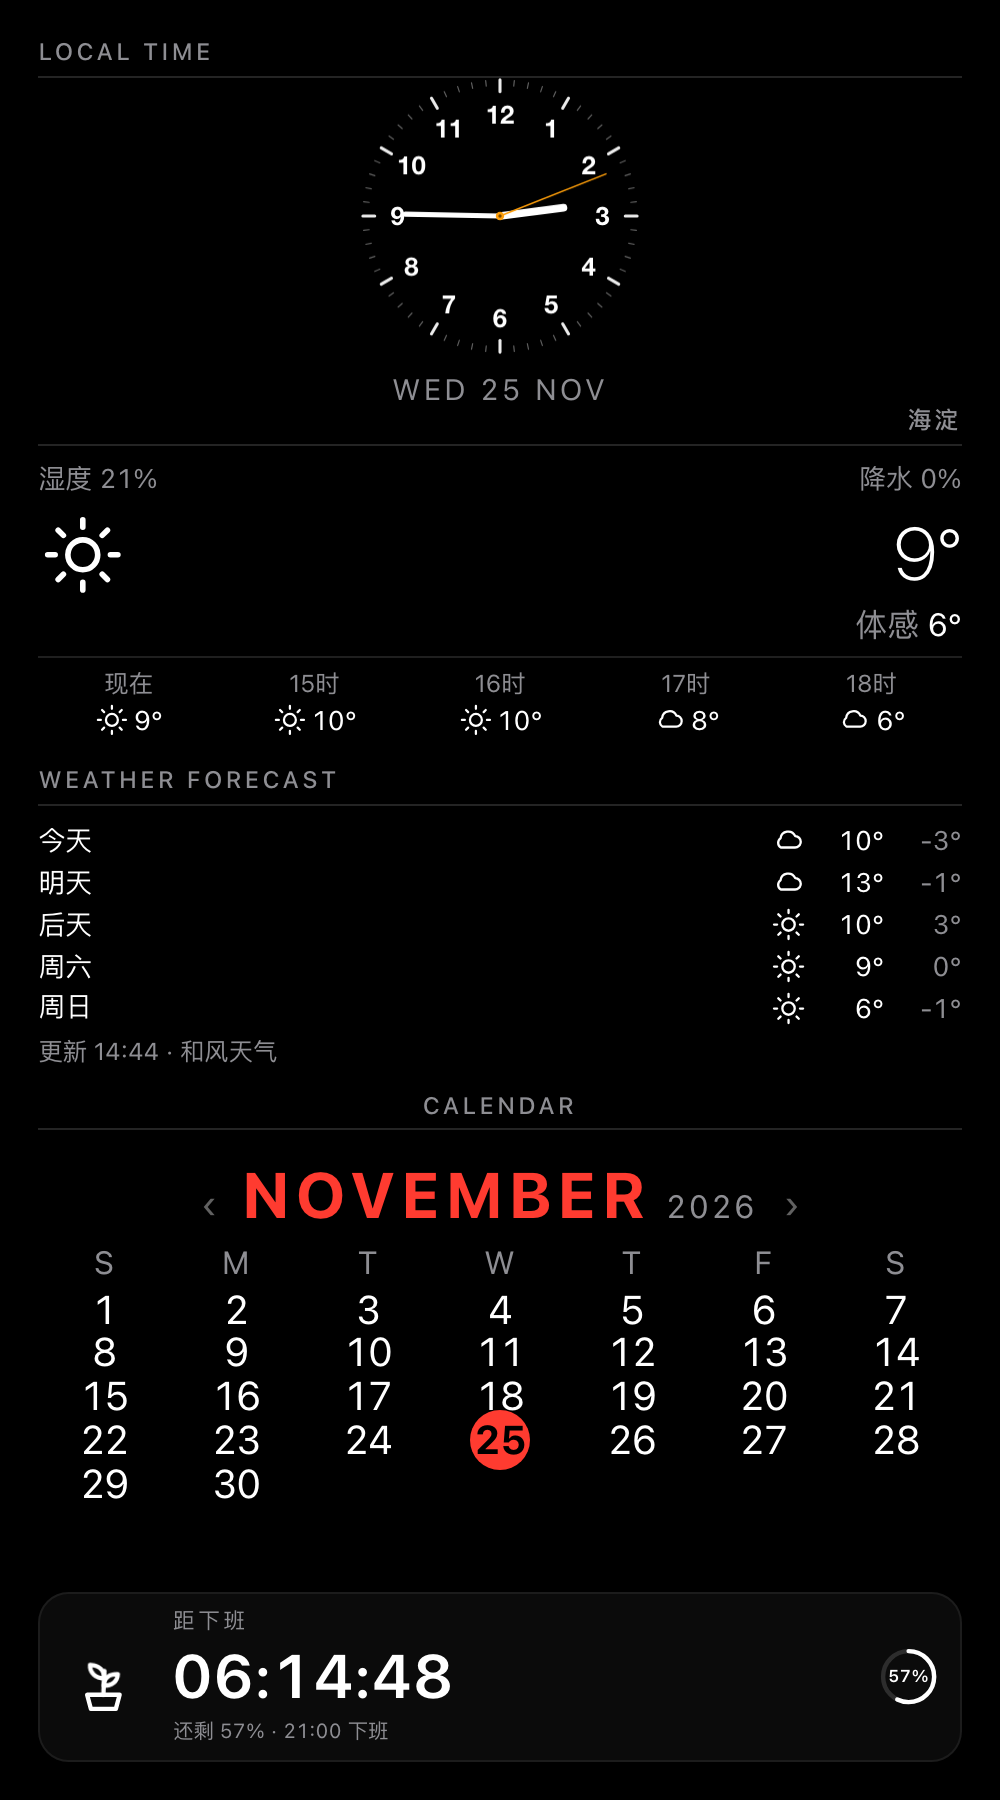 LOCAL TIME
12
11 1
10 2
9 3
8 4
7 5
6
WED 25 NOV
海淀
湿度 21% 降水 0%
9°
体感 6°
现在 15时 16时 17时 18时
9° 10° 10° 8° 6°
WEATHER FORECAST
今天 10° -3°
明天 13° -1°
后天 10° 3°
周六 9° 0°
周日 6° -1°
更新 14:44 · 和风天气
CALENDAR
‹ NOVEMBER 2026 ›
S M T W T F S
1 2 3 4 5 6 7
8 9 10 11 12 13 14
15 16 17 18 19 20 21
22 23 24 25 26 27 28
29 30
距下班
06:14:48
57%
还剩 57% · 21:00 下班